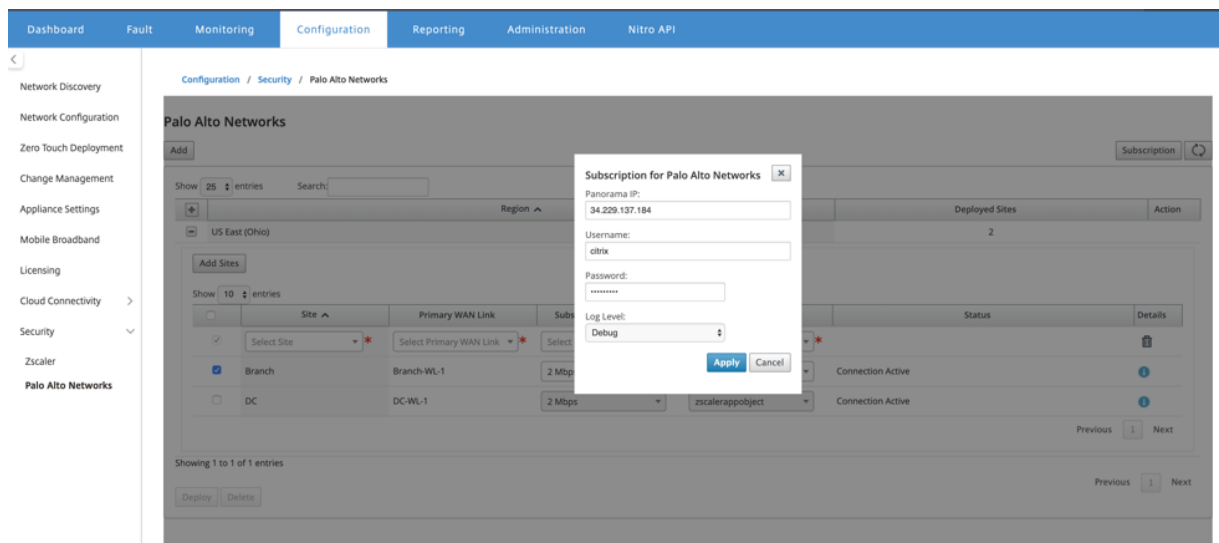 Dashboard Fault Monitoring Configuration Reporting Administration Nitro API
Configuration / Security / Palo Alto Networks
Network Discovery
Network Configuration
Zero Touch Deployment
Change Management
Appliance Settings
Mobile Broadband
Licensing
Cloud Connectivity
Security
Zscaler
Palo Alto Networks
Palo Alto Networks
Add Subscription
Show 25 entries Search:
Region Deployed Sites Action
US East (Ohio) 2
Add Sites
Show 10 entries
Site Primary WAN Link Subs Status Details
Select Site * Select Primary WAN Link * Select *
Branch Branch-WL-1 2 Mbp Connection Active
DC DC-WL-1 2 Mbps zscalerappobject Connection Active
Previous 1 Next
Showing 1 to 1 of 1 entries
Previous 1 Next
Deploy Delete
Subscription for Palo Alto Networks x
Panorama IP:
34.229.137.184
Username:
citrix
Password:
•••••••••
Log Level:
Debug
Apply Cancel